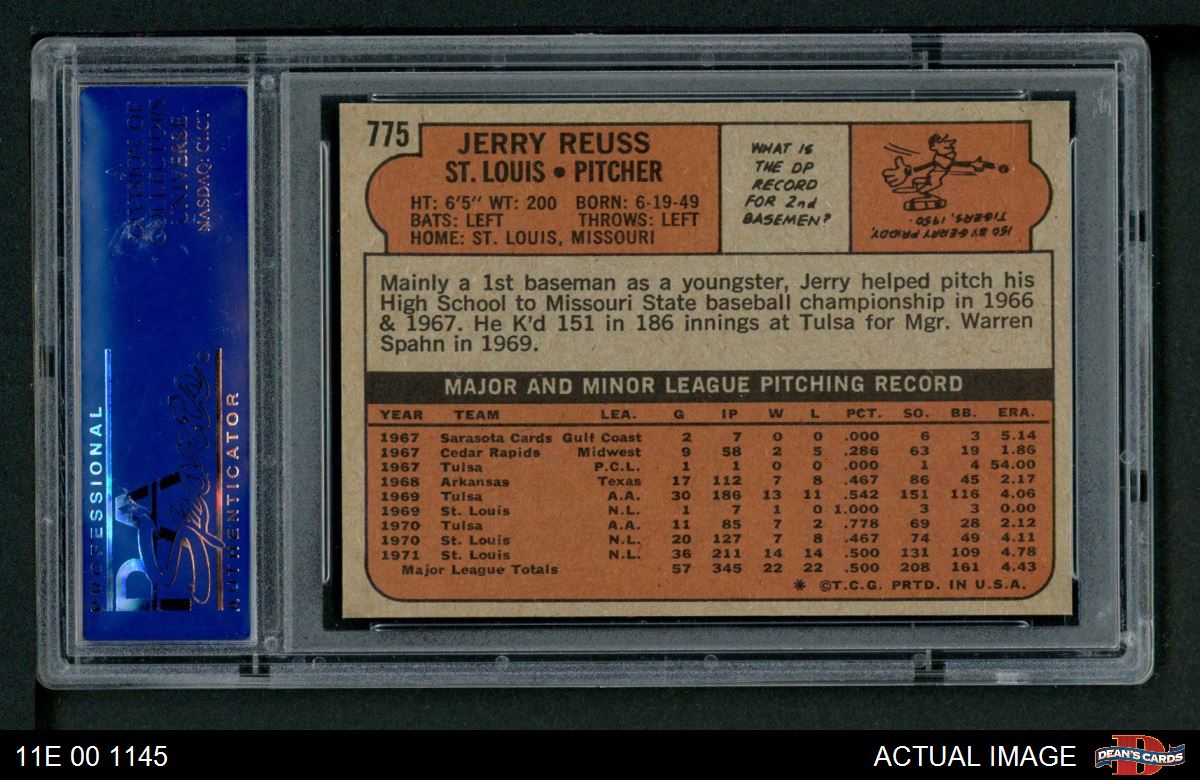 A DIVISION OF
COLLECTORS
UNIVERSE
NASDAQ: CLCT
PROFESSIONAL
PSA
Sports
AUTHENTICATOR
775
JERRY REUSS
ST. LOUIS • PITCHER
HT: 6'5" WT: 200 BORN: 6-19-49
BATS: LEFT THROWS: LEFT
HOME: ST. LOUIS, MISSOURI
WHAT IS
THE DP
RECORD
FOR 2nd
BASEMEN?
150 BY GERRY PRIDDY,
TIGERS, 1950.
Mainly a 1st baseman as a youngster, Jerry helped pitch his
High School to Missouri State baseball championship in 1966
& 1967. He K'd 151 in 186 innings at Tulsa for Mgr. Warren
Spahn in 1969.
MAJOR AND MINOR LEAGUE PITCHING RECORD
YEAR TEAM LEA. G IP W L PCT. SO. BB. ERA.
1967 Sarasota Cards Gulf Coast 2 7 0 0 .000 6 3 5.14
1967 Cedar Rapids Midwest 9 58 2 5 .286 63 19 1.86
1967 Tulsa P.C.L. 1 1 0 0 .000 1 4 54.00
1968 Arkansas Texas 17 112 7 8 .467 86 45 2.17
1969 Tulsa A.A. 30 186 13 11 .542 151 116 4.06
1969 St. Louis N.L. 1 7 1 0 1.000 3 3 0.00
1970 Tulsa A.A. 11 85 7 2 .778 69 28 2.12
1970 St. Louis N.L. 20 127 7 8 .467 74 49 4.11
1971 St. Louis N.L. 36 211 14 14 .500 131 109 4.78
Major League Totals 57 345 22 22 .500 208 161 4.43
* ©T.C.G. PRTD. IN U.S.A.
11E 00 1145
ACTUAL IMAGE
D
DEAN'S CARDS